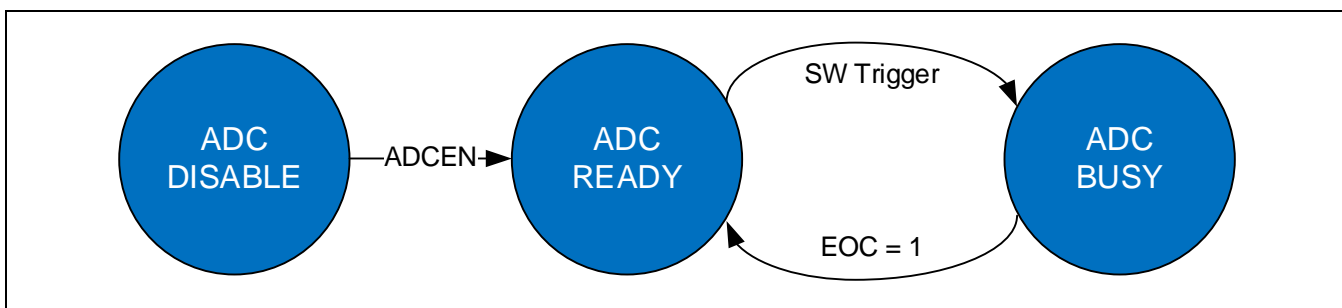 ADC
DISABLE
ADCEN
ADC
READY
SW Trigger
EOC = 1
ADC
BUSY